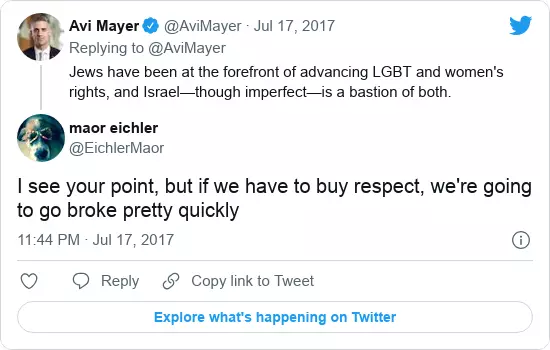 Avi Mayer @AviMayer · Jul 17, 2017
Replying to @AviMayer
Jews have been at the forefront of advancing LGBT and women's
rights, and Israel—though imperfect—is a bastion of both.
maor eichler
@EichlerMaor
I see your point, but if we have to buy respect, we're going
to go broke pretty quickly
11:44 PM · Jul 17, 2017
Reply
Copy link to Tweet
Explore what's happening on Twitter